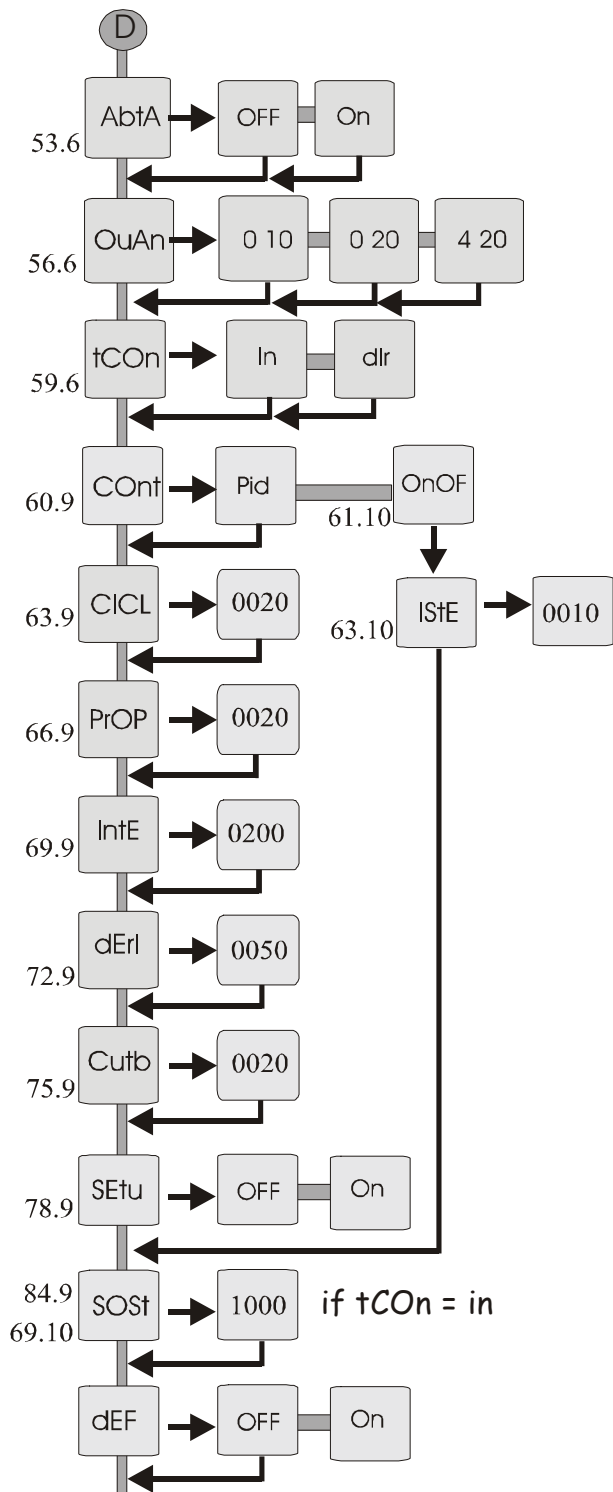 D
AbtA
OFF
On
53.6
OuAn
0 10
0 20
4 20
56.6
tCOn
In
dIr
59.6
COnt
Pid
OnOF
60.9
61.10
CICL
0020
IStE
0010
63.9
63.10
PrOP
0020
66.9
IntE
0200
69.9
dErI
0050
72.9
Cutb
0020
75.9
SEtu
OFF
On
78.9
84.9
SOSt
1000
if tCOn = in
69.10
dEF
OFF
On